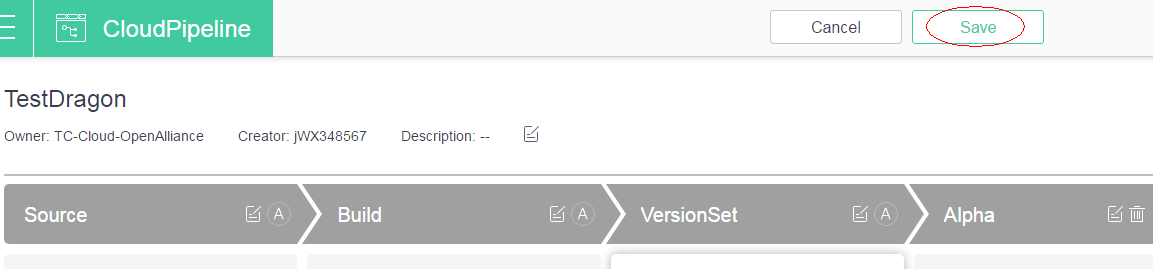 CloudPipeline Cancel Save
TestDragon
Owner: TC-Cloud-OpenAlliance Creator: jWX348567 Description: --
Source A Build A VersionSet A Alpha